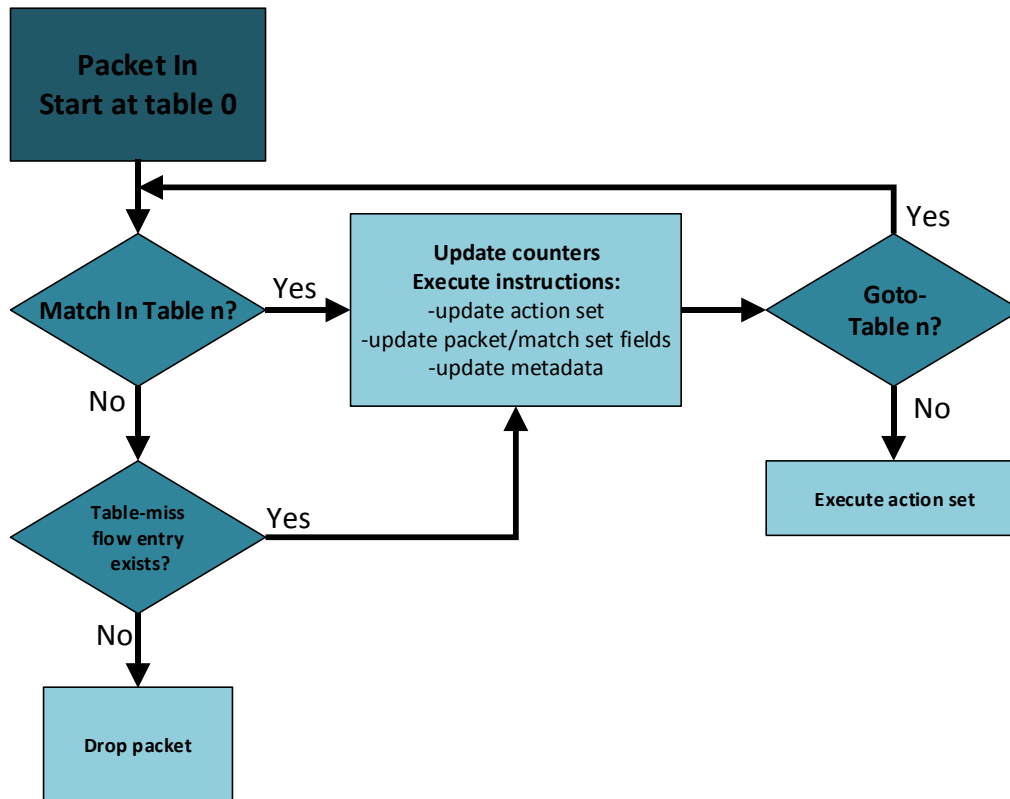 Packet In
Start at table 0
Yes
Match In Table n?
Yes
Update counters
Execute instructions:
-update action set
-update packet/match set fields
-update metadata
Goto-
Table n?
No
No
Execute action set
Table-miss
flow entry
exists?
Yes
No
Drop packet